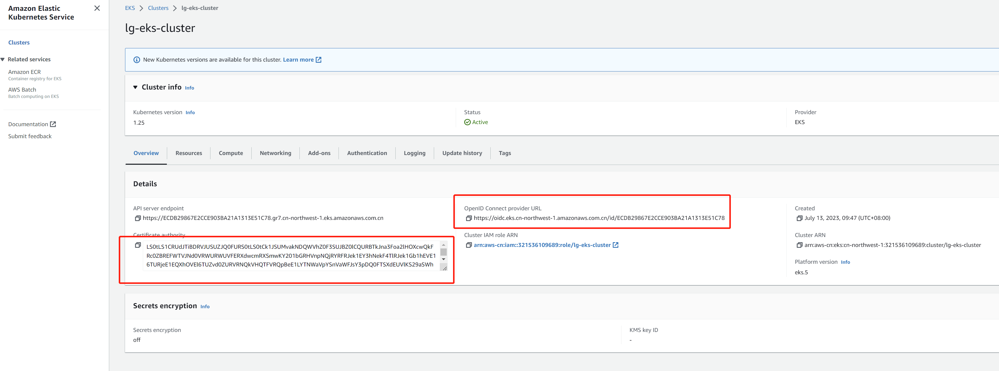 Amazon Elastic
Kubernetes Service
Clusters
Related services
Amazon ECR
Container registry for EKS
AWS Batch
Batch computing on EKS
Documentation
Submit feedback
EKS > Clusters > lg-eks-cluster
lg-eks-cluster
New Kubernetes versions are available for this cluster. Learn more
Cluster info Info
Kubernetes version Info
1.25
Status
Active
Provider
EKS
Overview Resources Compute Networking Add-ons Authentication Logging Update history Tags
Details
API server endpoint
https://ECDB29867E2CCE903BA21A1313E51C78.gr7.cn-northwest-1.eks.amazonaws.com.cn
Certificate authority
LS0tLS1CRUdJTiBDRVJUSUZJQ0FURS0tLS0tCk1JSUMvakNDQWVhZ0F3SUJBZ0lCQURBTkJna3Foa2lHOXcwQkF
Rc0ZBREFWTVJNd0VRWURWUVFERXdwcmRXSmwKY201bGRHVnpNQjRYRFRJek1EY3hNekF4TlRJek1Gb1hEVE1
6TURjeE1EQXhOVEl6TUZvd0ZURVRNQkVHQTFVRQpBeE1LYTNWaVpYSnVaWFJsY3pDQ0FTSXdEUVlKS29aSWh
OpenID Connect provider URL
https://oidc.eks.cn-northwest-1.amazonaws.com.cn/id/ECDB29867E2CCE903BA21A1313E51C78
Cluster IAM role ARN
arn:aws-cn:iam::321536109689:role/lg-eks-cluster
Created
July 13, 2023, 09:47 (UTC+08:00)
Cluster ARN
arn:aws-cn:eks:cn-northwest-1:321536109689:cluster/lg-eks-cluster
Platform version Info
eks.5
Secrets encryption Info
Secrets encryption
off
KMS key ID
-